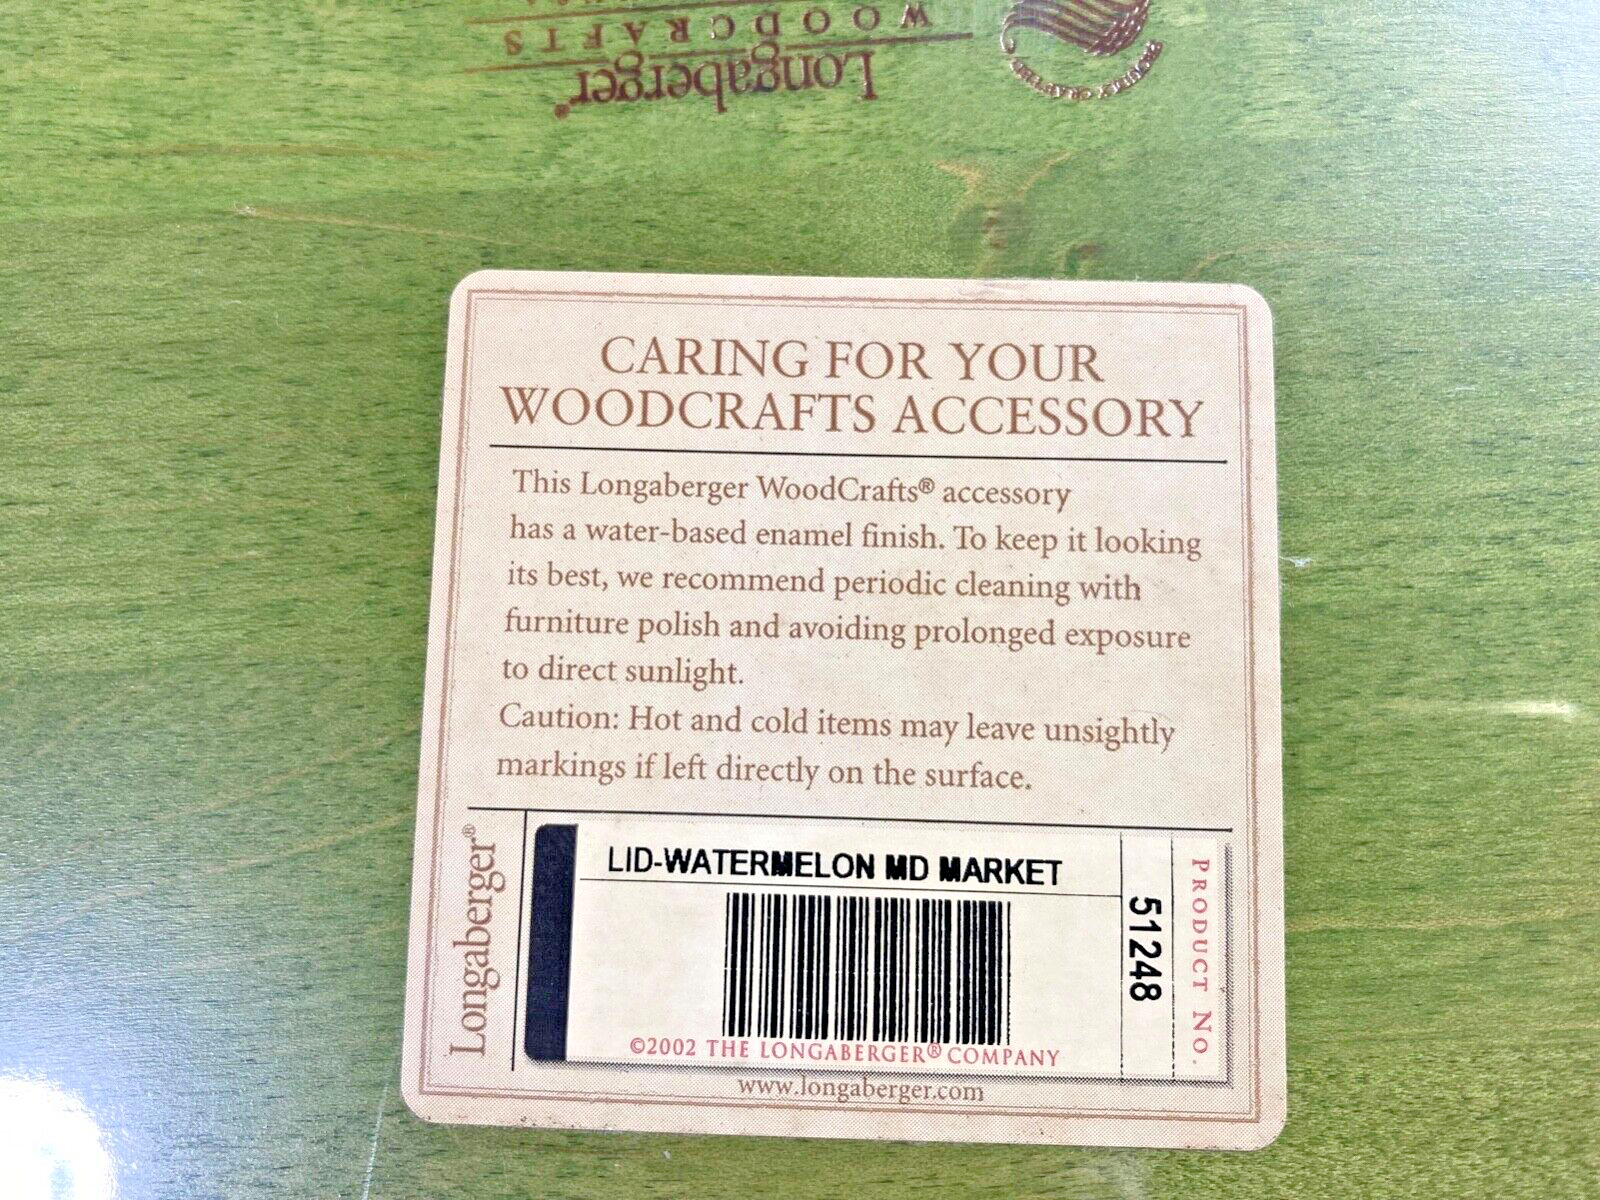 WOODCRAFTS
Longaberger®
CARING FOR YOUR
WOODCRAFTS ACCESSORY
This Longaberger WoodCrafts® accessory
has a water-based enamel finish. To keep it looking
its best, we recommend periodic cleaning with
furniture polish and avoiding prolonged exposure
to direct sunlight.
Caution: Hot and cold items may leave unsightly
markings if left directly on the surface.
Longaberger®
LID-WATERMELON MD MARKET
51248
PRODUCT NO.
©2002 THE LONGABERGER® COMPANY
www.longaberger.com